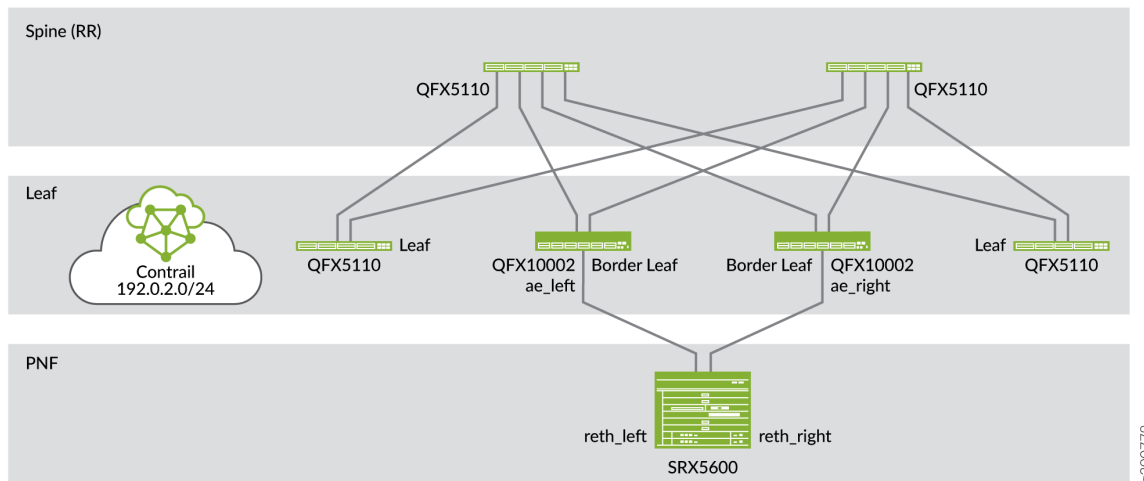 Spine (RR)
QFX5110
QFX5110
Leaf
Contrail
192.0.2.0/24
Leaf
QFX5110
QFX10002
ae_left
Border Leaf
Border Leaf
QFX10002
ae_right
Leaf
QFX5110
PNF
reth_left
reth_right
SRX5600